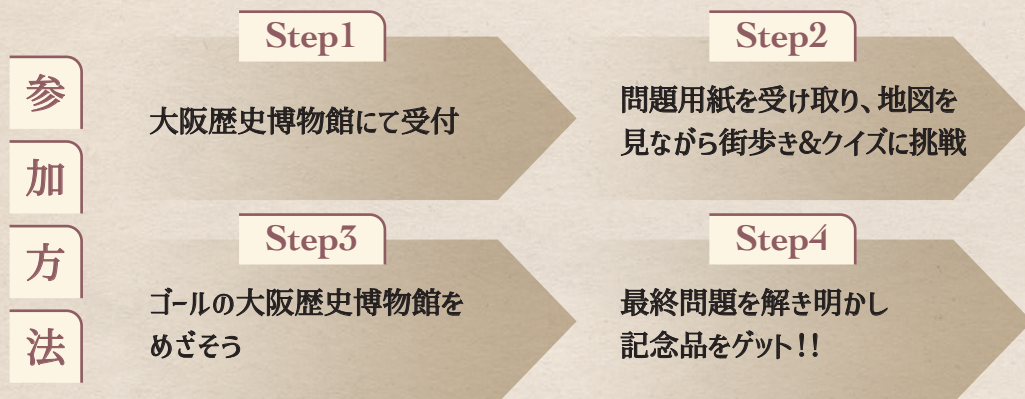 参加方法
Step1
大阪歴史博物館にて受付
Step2
問題用紙を受け取り、地図を
見ながら街歩き&クイズに挑戦
Step3
ゴールの大阪歴史博物館を
めざそう
Step4
最終問題を解き明かし
記念品をゲット!!